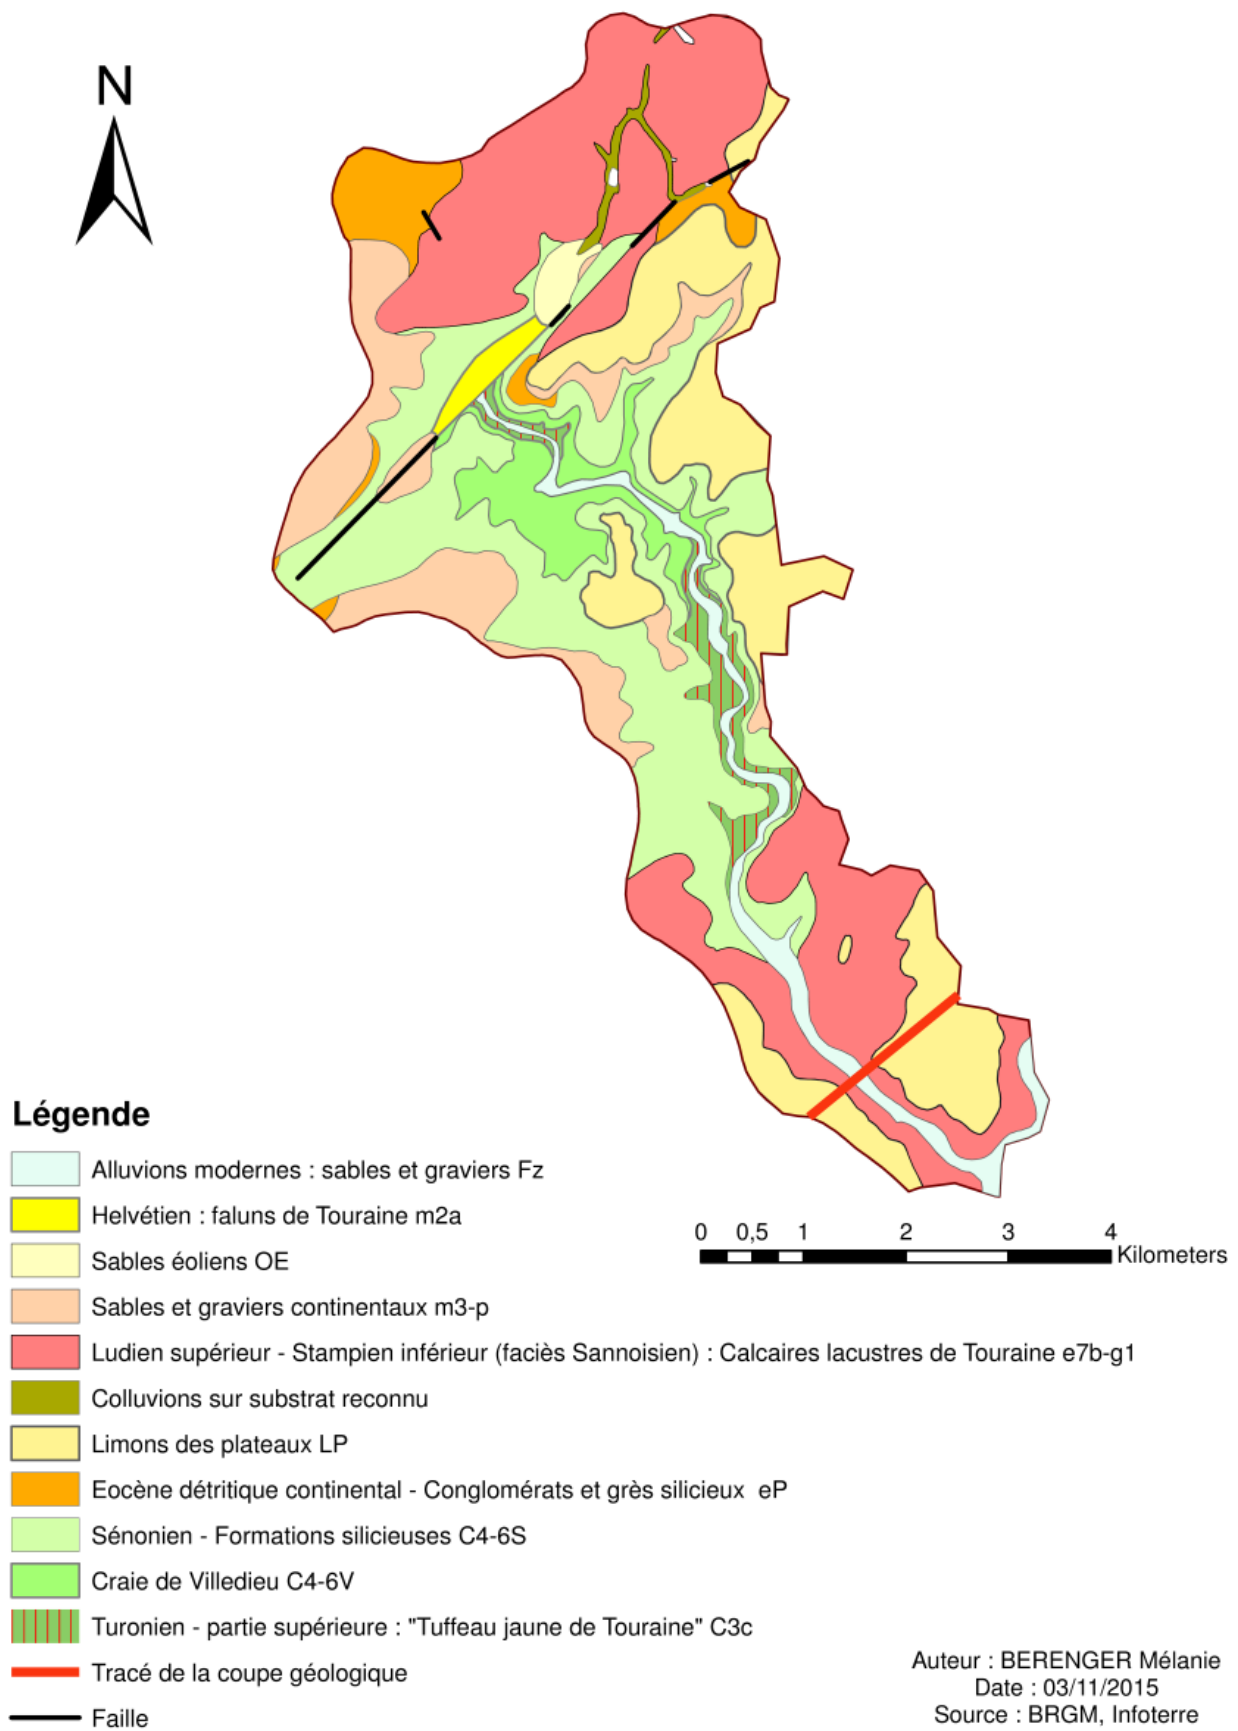 N
Légende
Alluvions modernes : sables et graviers Fz
Helvétien : faluns de Touraine m2a
Sables éoliens OE
Sables et graviers continentaux m3-p
Ludien supérieur - Stampien inférieur (faciès Sannoisien) : Calcaires lacustres de Touraine e7b-g1
Colluvions sur substrat reconnu
Limons des plateaux LP
Eocène détritique continental - Conglomérats et grès silicieux eP
Sénonien - Formations silicieuses C4-6S
Craie de Villedieu C4-6V
Turonien - partie supérieure : "Tuffeau jaune de Touraine" C3c
Tracé de la coupe géologique
Faille
0 0,5 1 2 3 4
Kilometers
Auteur : BERENGER Mélanie
Date : 03/11/2015
Source : BRGM, Infoterre